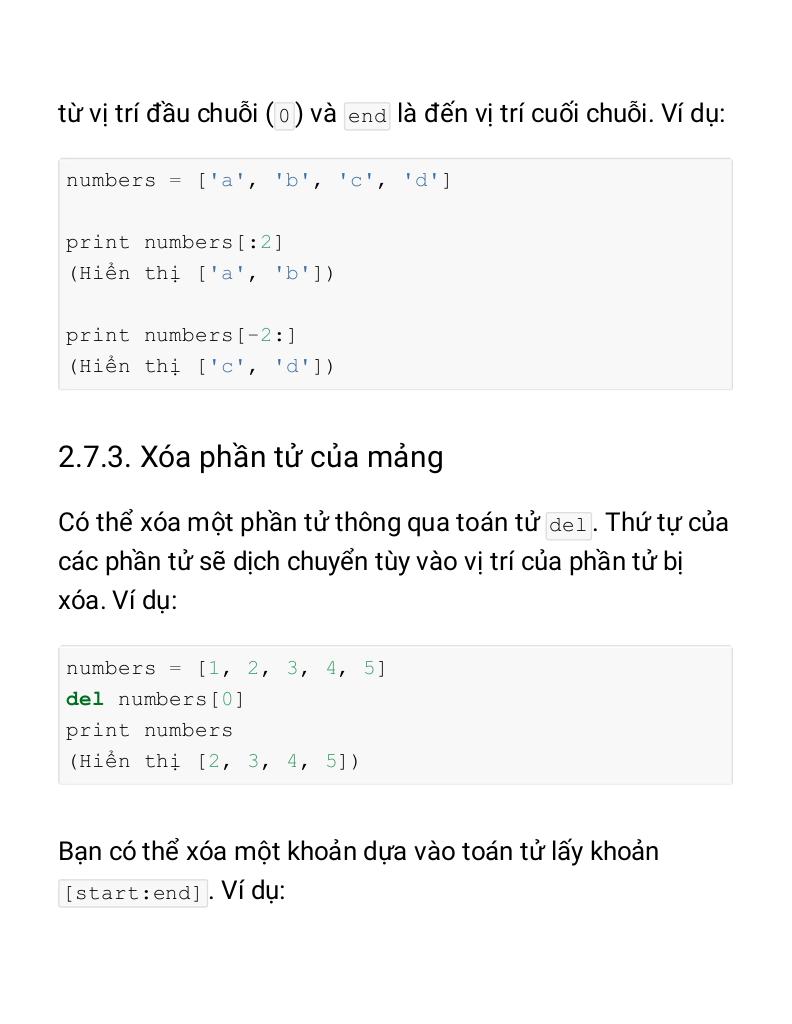 từ vị trí đầu chuỗi (0) và end là đến vị trí cuối chuỗi. Ví dụ:
numbers = ['a', 'b', 'c', 'd']
print numbers[:2]
(Hiển thị ['a', 'b'])
print numbers[-2:]
(Hiển thị ['c', 'd'])
2.7.3. Xóa phần tử của mảng
Có thể xóa một phần tử thông qua toán tử del. Thứ tự của
các phần tử sẽ dịch chuyển tùy vào vị trí của phần tử bị
xóa. Ví dụ:
numbers = [1, 2, 3, 4, 5]
del numbers[0]
print numbers
(Hiển thị [2, 3, 4, 5])
Bạn có thể xóa một khoản dựa vào toán tử lấy khoản
[start:end]. Ví dụ: